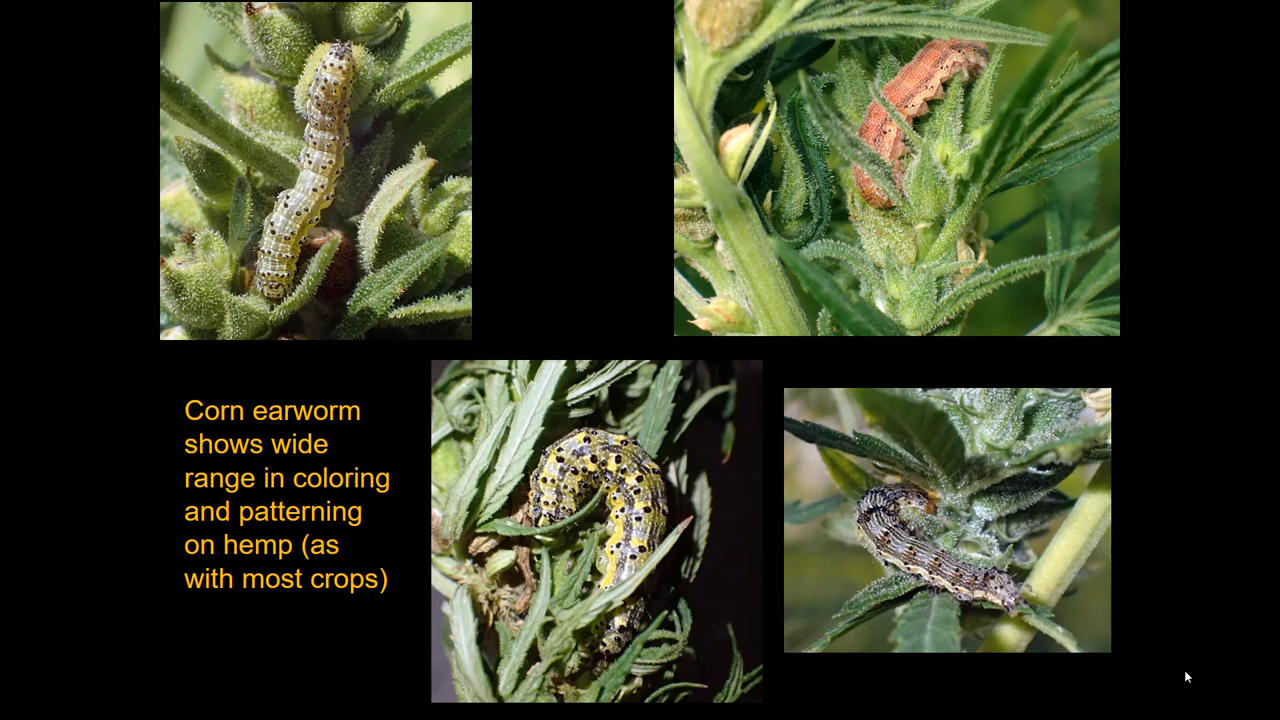 Corn earworm
shows wide
range in coloring
and patterning
on hemp (as
with most crops)